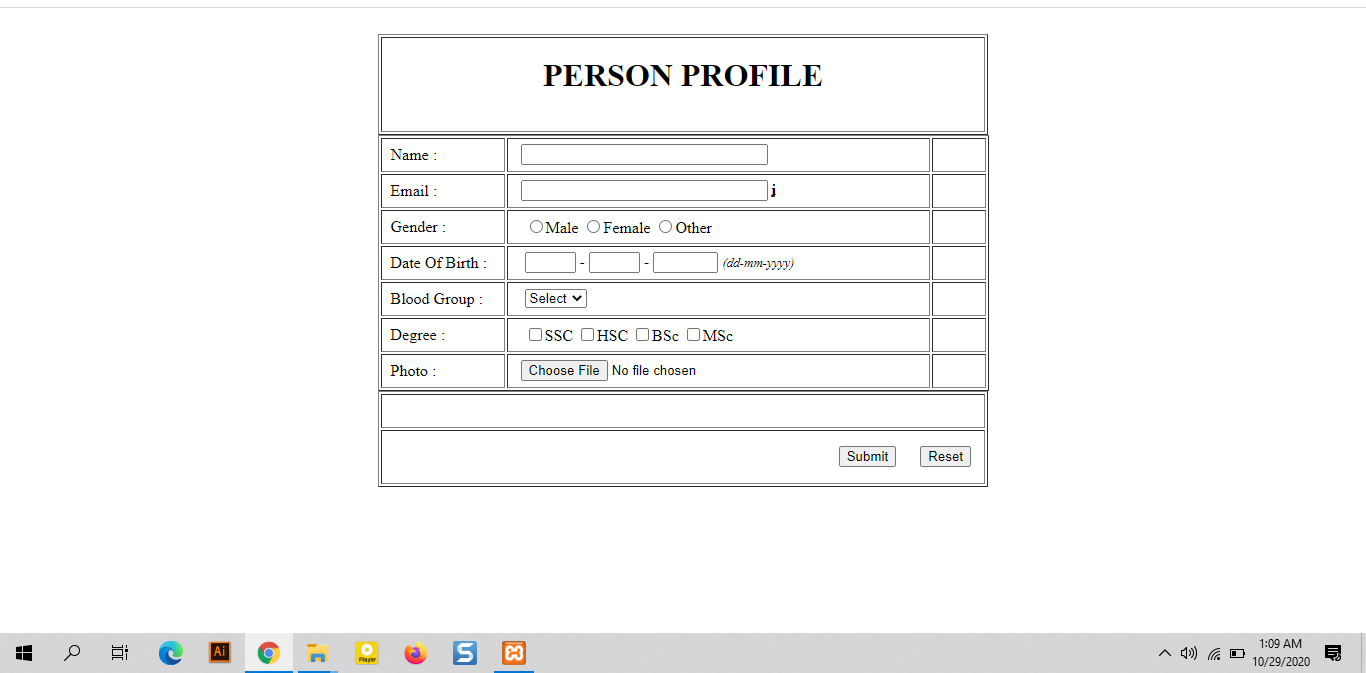 PERSON PROFILE
Name :
Email : i
Gender : Male Female Other
Date Of Birth : - - (dd-mm-yyyy)
Blood Group : Select
Degree : SSC HSC BSc MSc
Photo : Choose File No file chosen
Submit Reset
Ai
Player
S
1:09 AM
10/29/2020